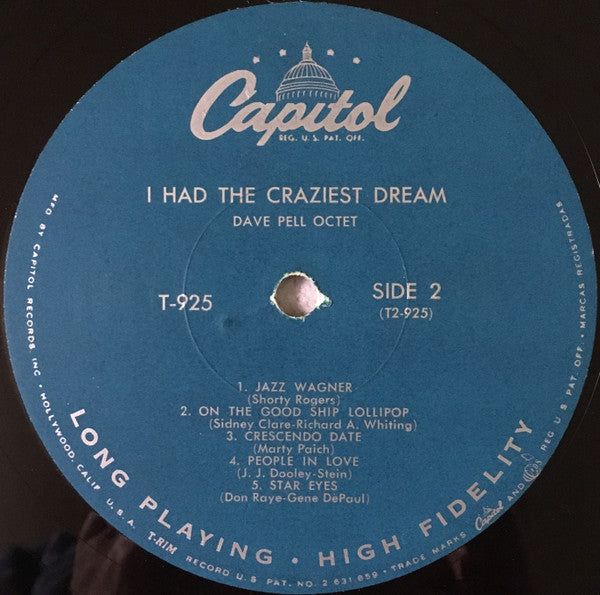 Capitol
REG. U.S. PAT. OFF.
I HAD THE CRAZIEST DREAM
DAVE PELL OCTET
T-925
SIDE 2
(T2-925)
1. JAZZ WAGNER
(Shorty Rogers)
2. ON THE GOOD SHIP LOLLIPOP
(Sidney Clare-Richard A. Whiting)
3. CRESCENDO DATE
(Marty Paich)
4. PEOPLE IN LOVE
(J. J. Dooley-Stein)
5. STAR EYES
(Don Raye-Gene DePaul)
LONG PLAYING • HIGH FIDELITY
MFG BY CAPITOL RECORDS, INC • HOLLYWOOD, CALIF U.S.A. T-RIM RECORD U.S. PAT. NO. 2 631 859 • TRADE MARKS Capitol AND REG U.S. PAT. OFF. • MARCAS REGISTRADAS